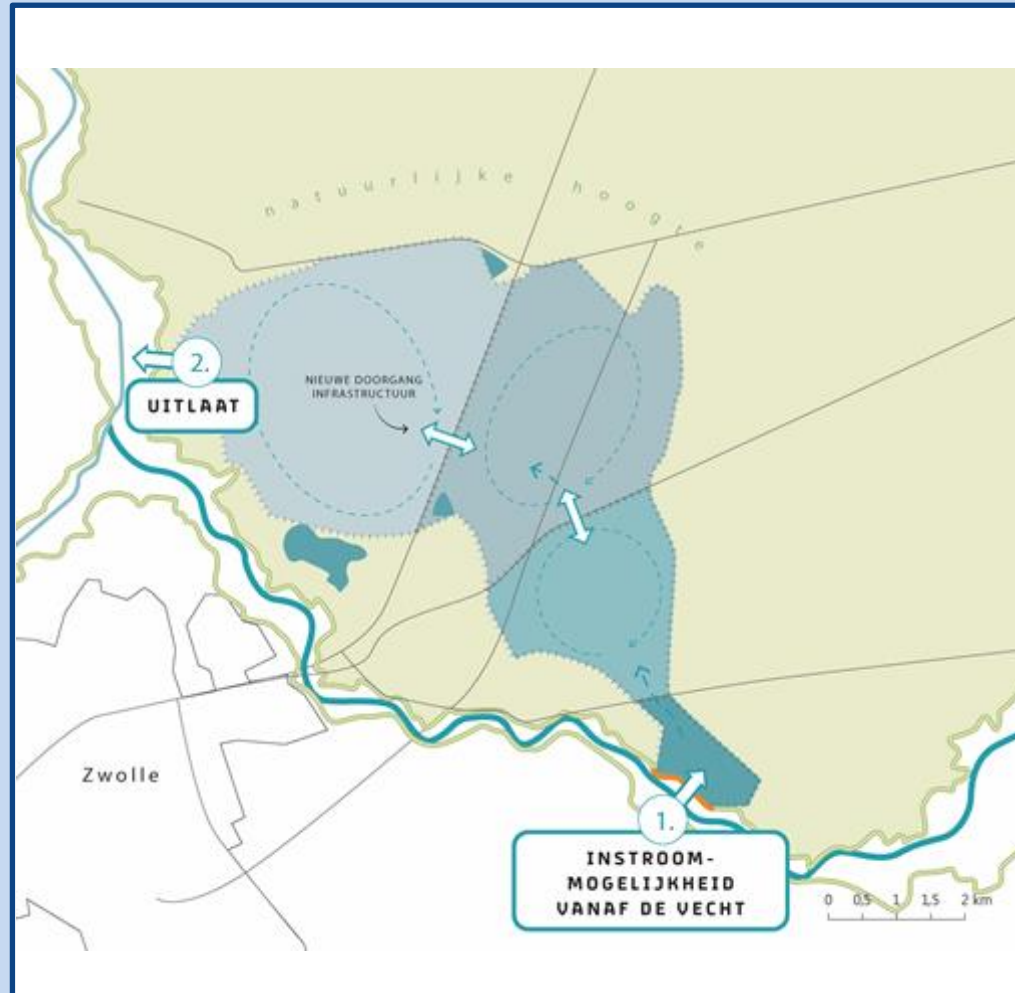 natuurlijke hoogte
2.
UITLAAT
NIEUWE DOORGANG
INFRASTRUCTUUR
Zwolle
1.
INSTROOM-
MOGELIJKHEID
VANAF DE VECHT
0 0,5 1 1,5 2 km